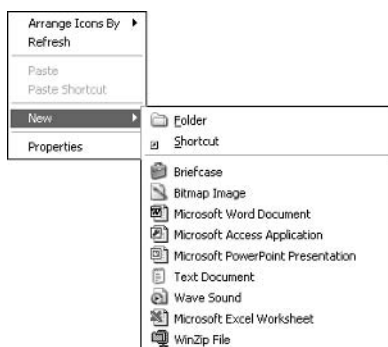 Arrange Icons By
Refresh
Paste
Paste Shortcut
New
Properties
Folder
Shortcut
Briefcase
Bitmap Image
Microsoft Word Document
Microsoft Access Application
Microsoft PowerPoint Presentation
Text Document
Wave Sound
Microsoft Excel Worksheet
WinZip File